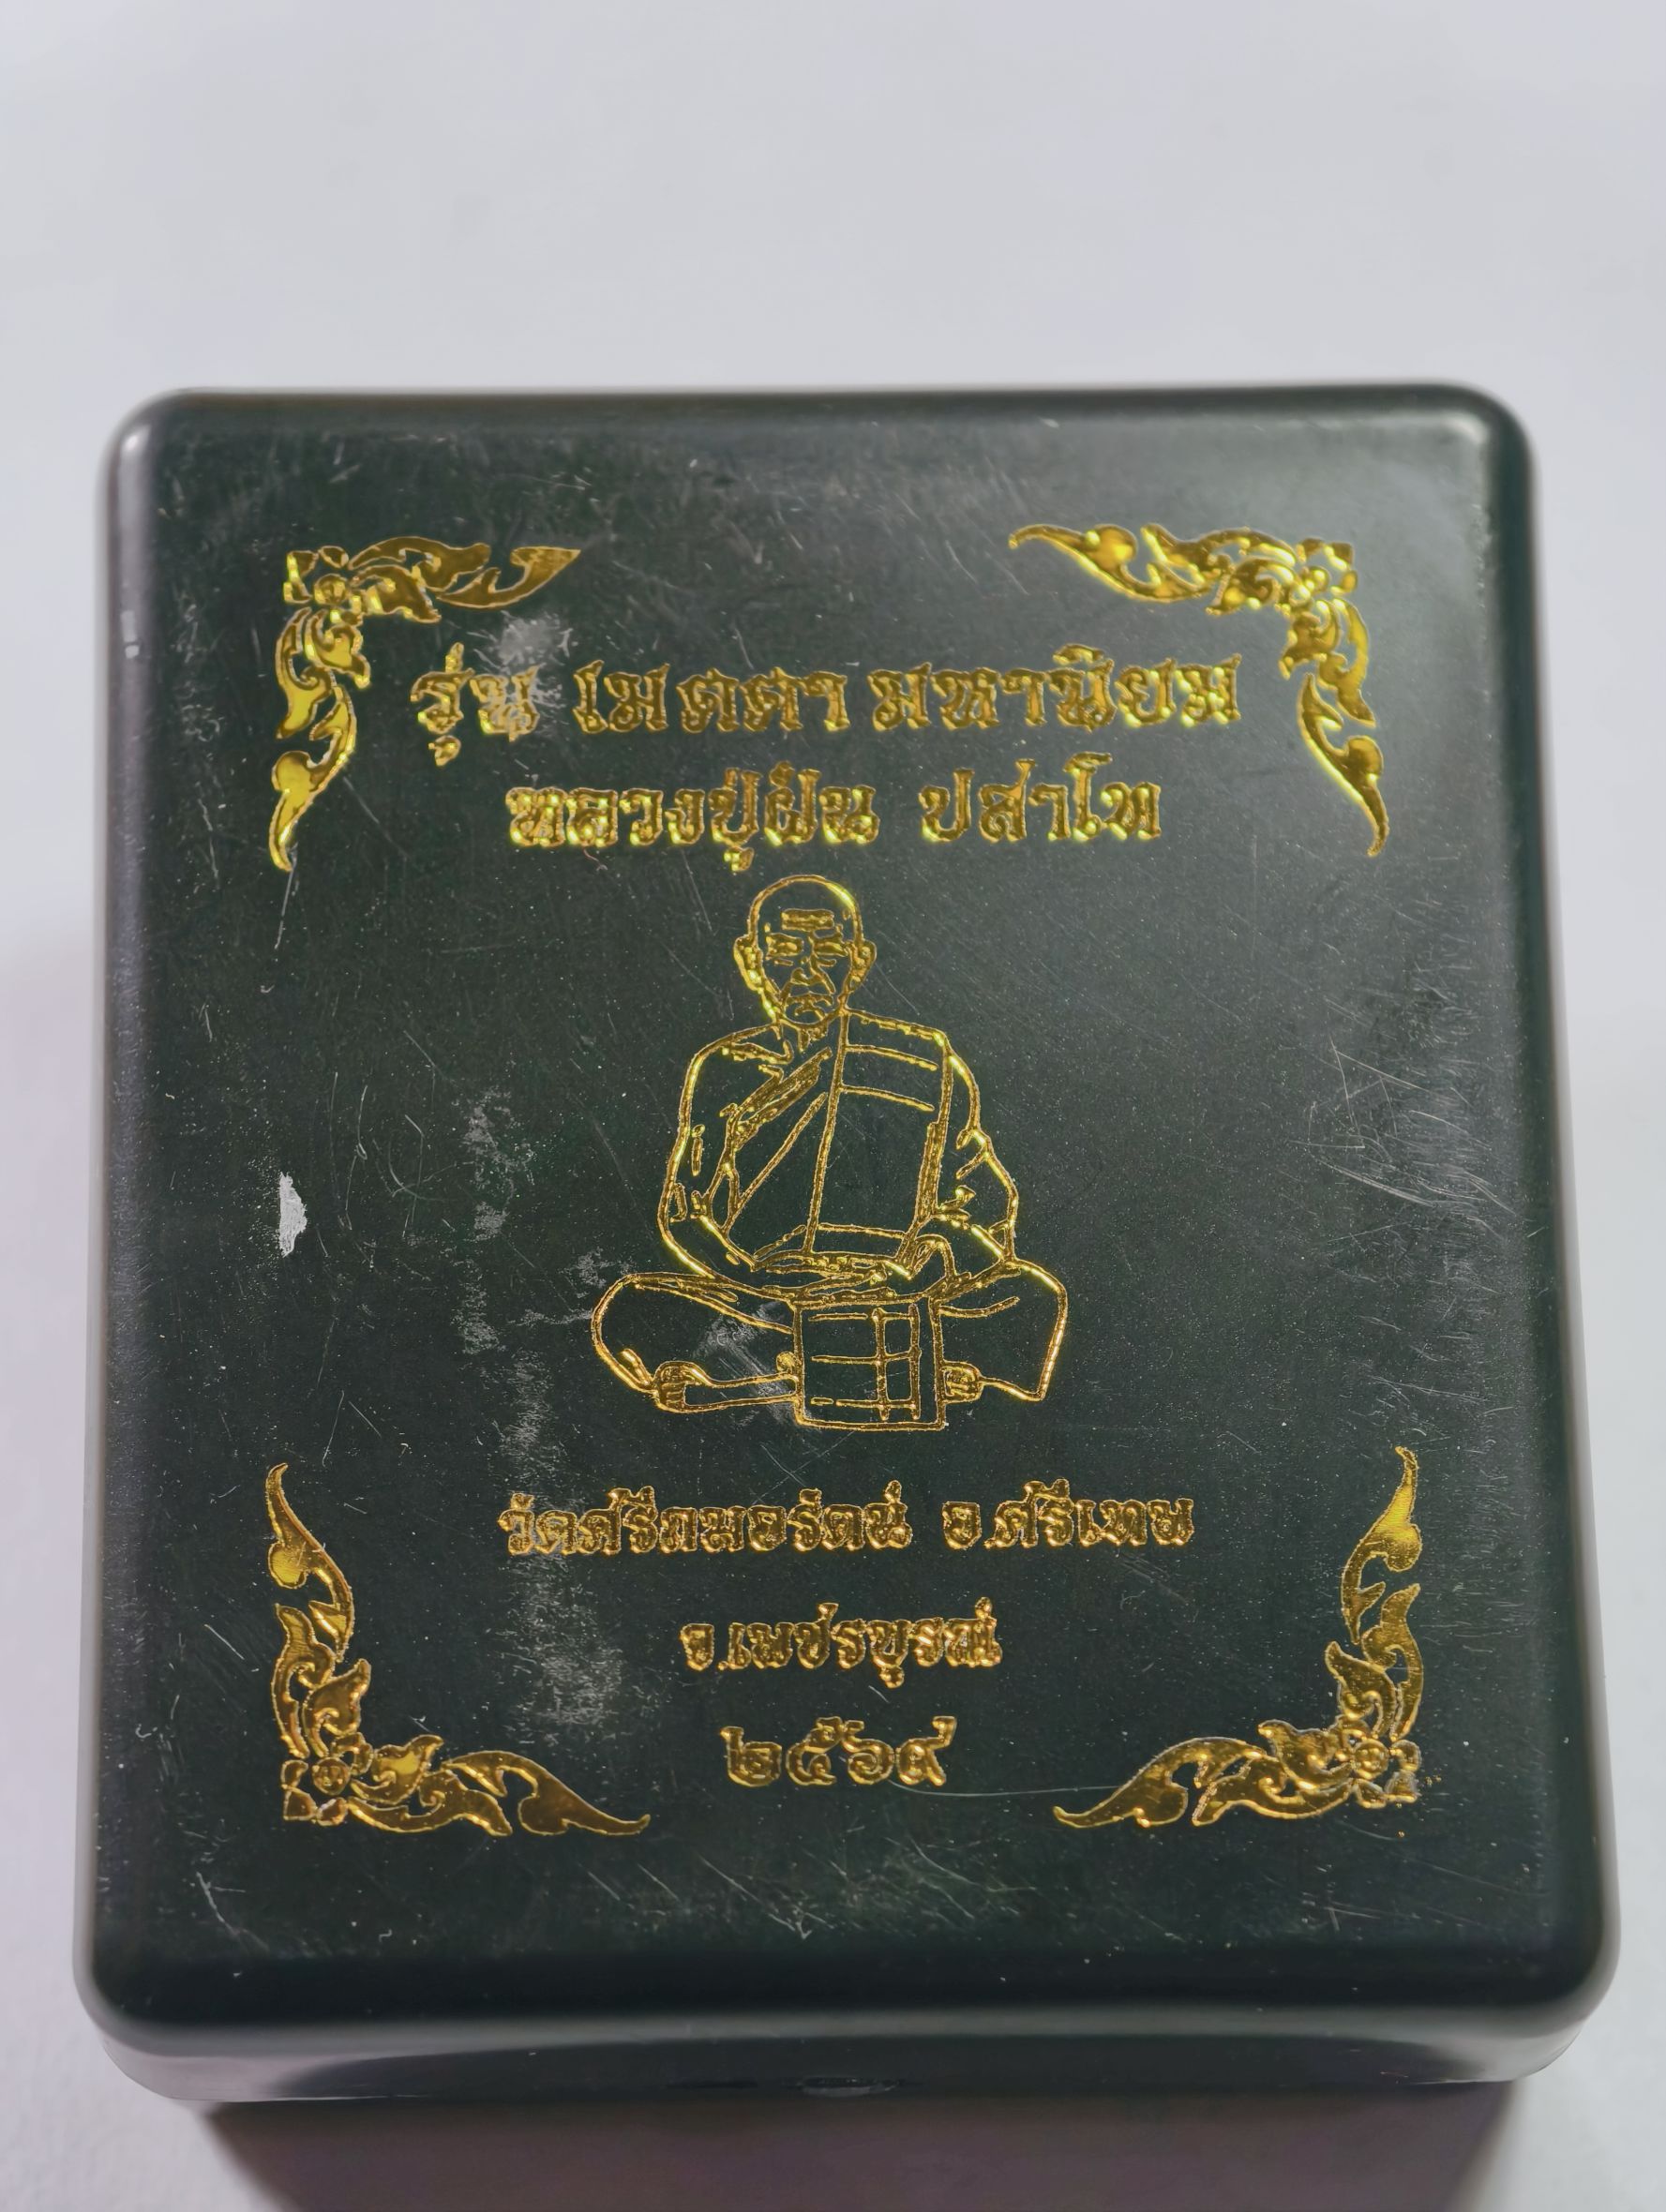 รุ่น เมตตา มหานิยม
หลวงปู่ฝัน ปสาโท
วัดศรีถมอรัตน์ อ.ศรีเทพ
จ.เพชรบูรณ์
๒๕๖๙